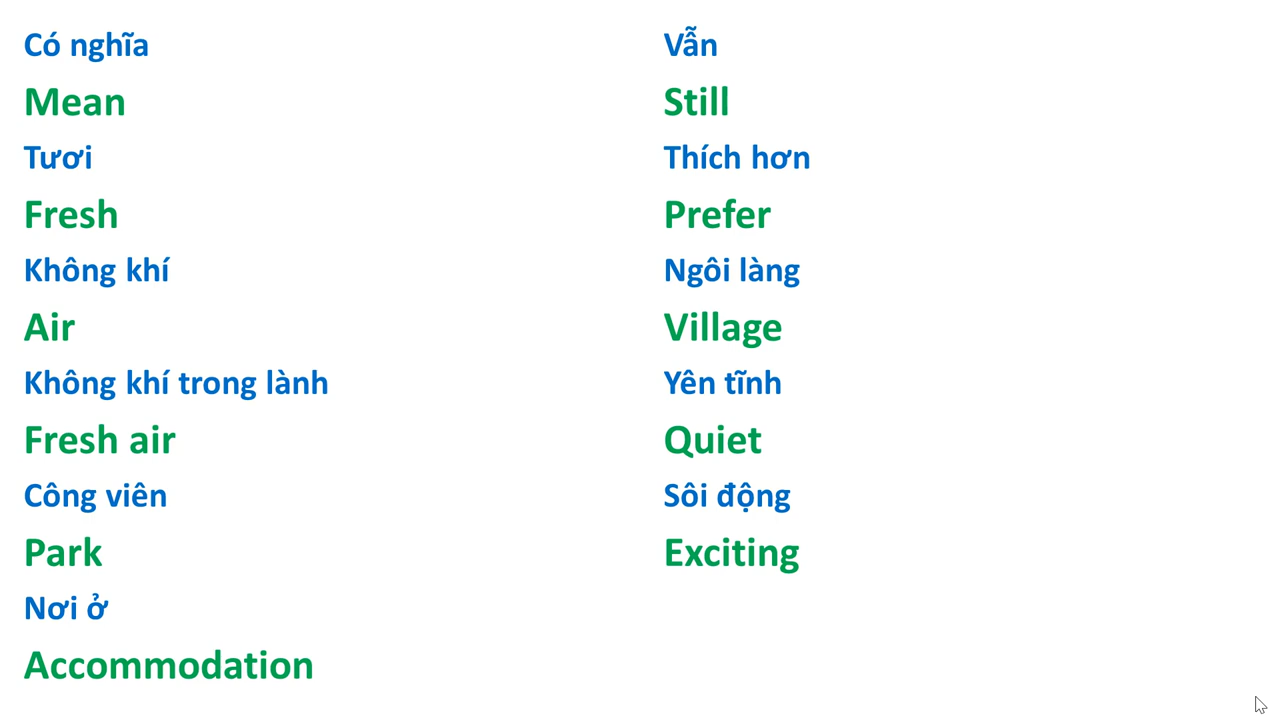 Có nghĩa
Mean
Tươi
Fresh
Không khí
Air
Không khí trong lành
Fresh air
Công viên
Park
Nơi ở
Accommodation
Vẫn
Still
Thích hơn
Prefer
Ngôi làng
Village
Yên tĩnh
Quiet
Sôi động
Exciting